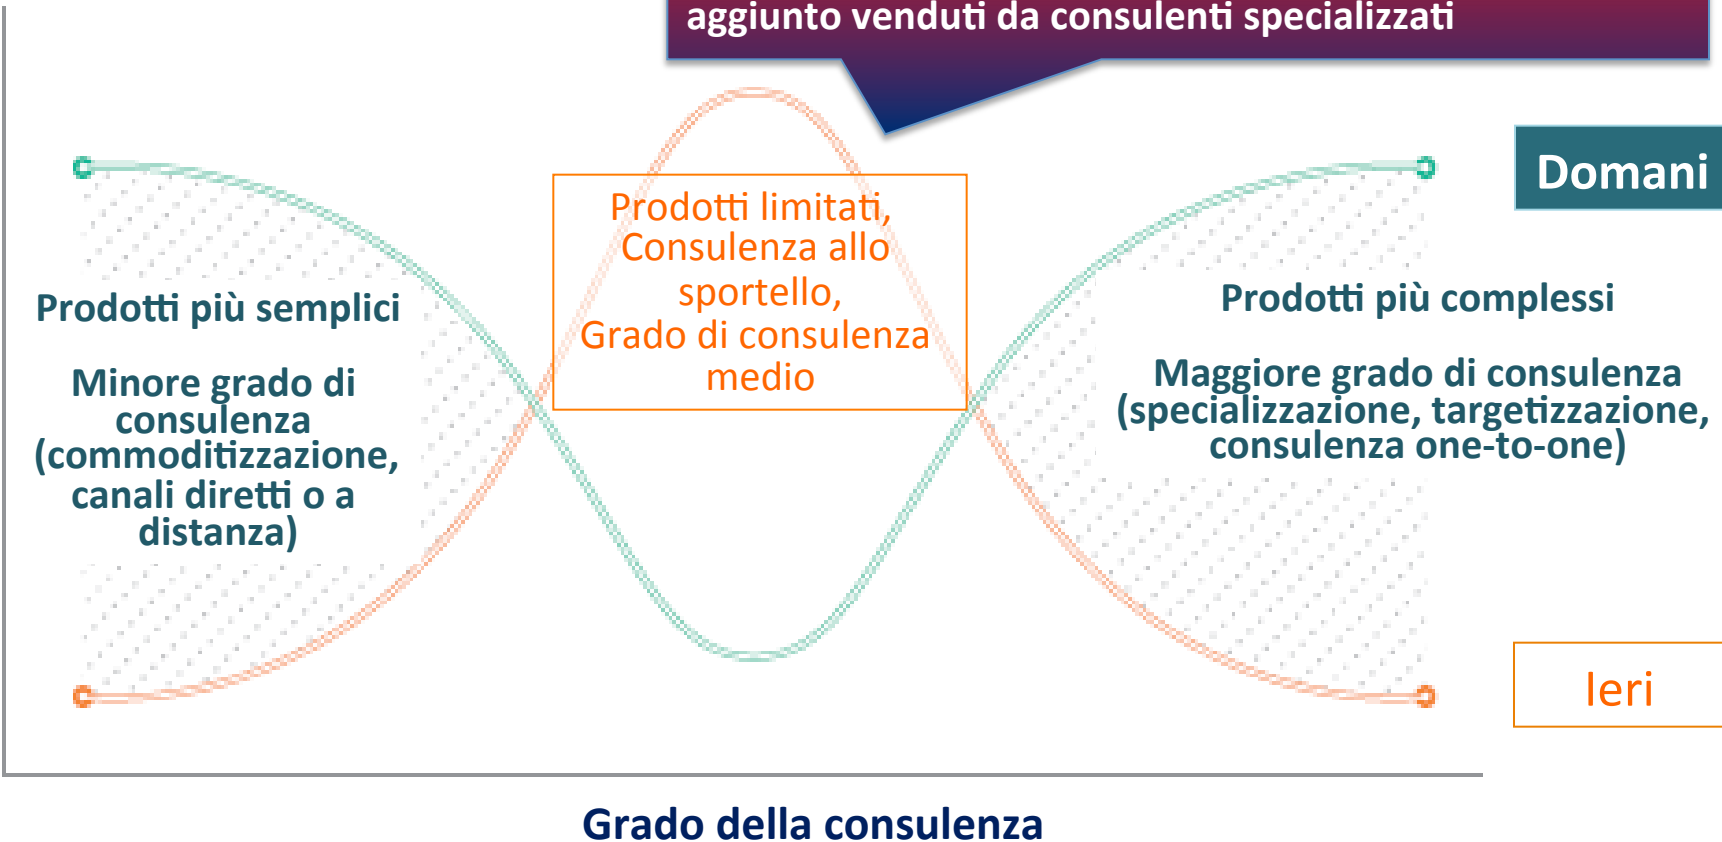 aggiunto venduti da consulenti specializzati
Domani
Prodotti limitati,
Consulenza allo
sportello,
Grado di consulenza
medio
Prodotti più semplici
Minore grado di
consulenza
(commoditizzazione,
canali diretti o a
distanza)
Prodotti più complessi
Maggiore grado di consulenza
(specializzazione, targetizzazione,
consulenza one-to-one)
Ieri
Grado della consulenza